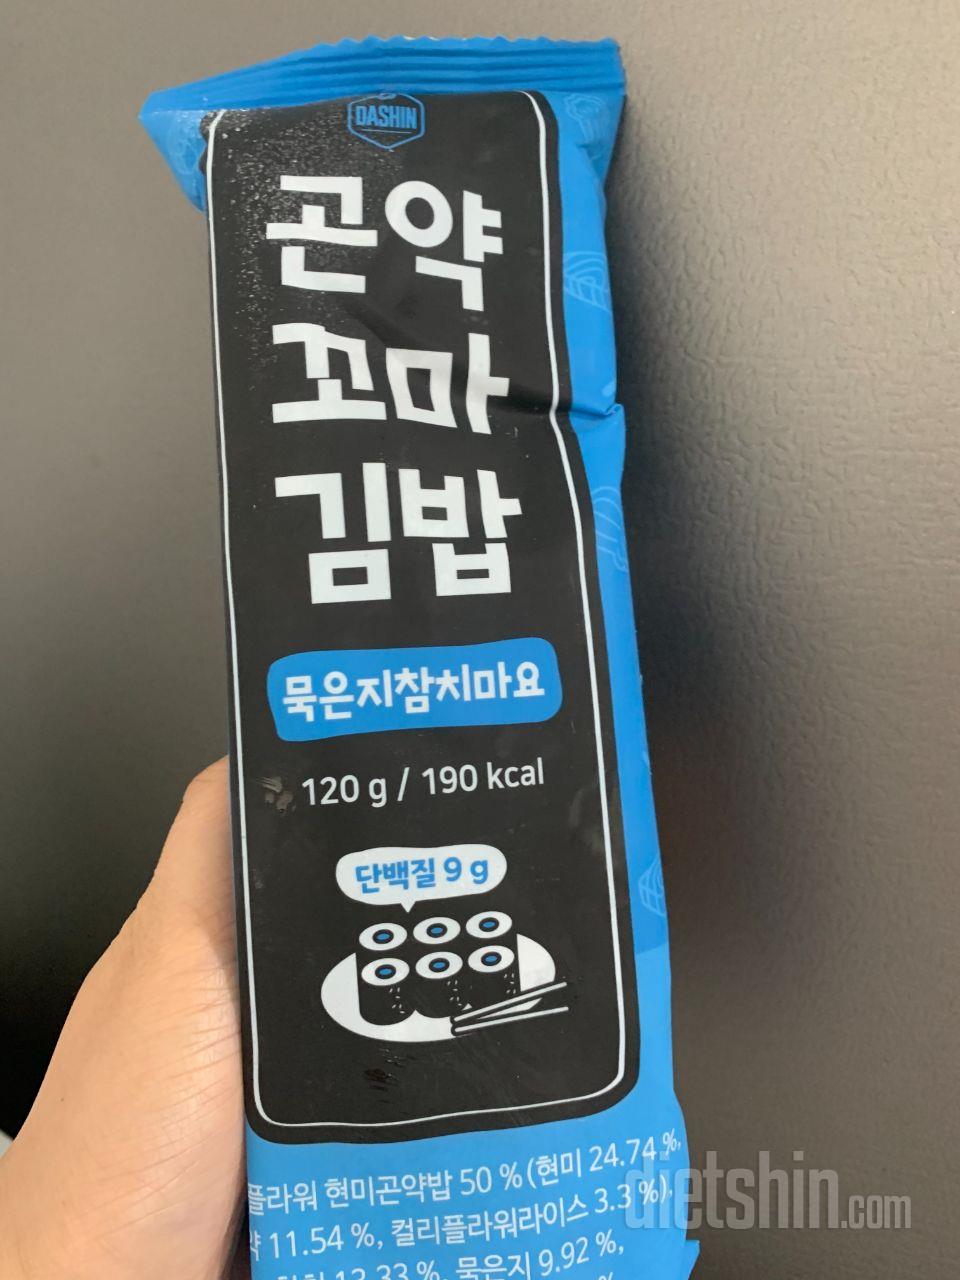 DASHIN
곤약
꼬마
김밥
묵은지참치마요
120 g / 190 kcal
단백질 9 g
플라워 현미곤약밥 50 % (현미 24.74 %,
11.54 %, 컬리플라워라이스 3.3 %),
13.33 %, 묵은지 9.92 %,
dietshin.com